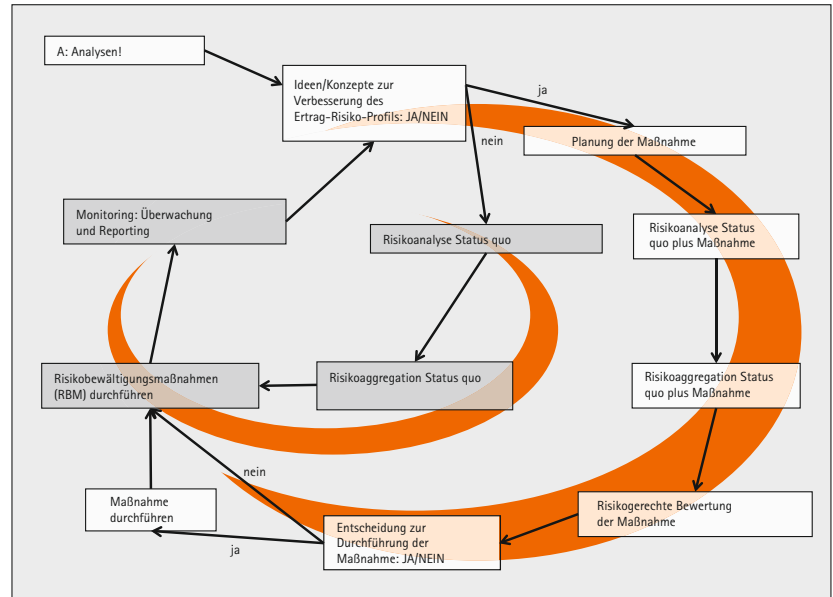 A: Analysen!
Ideen/Konzepte zur
Verbesserung des
Ertrag-Risiko-Profils: JA/NEIN
ja
nein
Planung der Maßnahme
Monitoring: Überwachung
und Reporting
Risikoanalyse Status quo
Risikoanalyse Status
quo plus Maßnahme
Risikobewältigungsmaßnahmen
(RBM) durchführen
Risikoaggregation Status quo
Risikoaggregation Status
quo plus Maßnahme
nein
Maßnahme
durchführen
ja
Entscheidung zur
Durchführung der
Maßnahme: JA/NEIN
Risikogerechte Bewertung
der Maßnahme